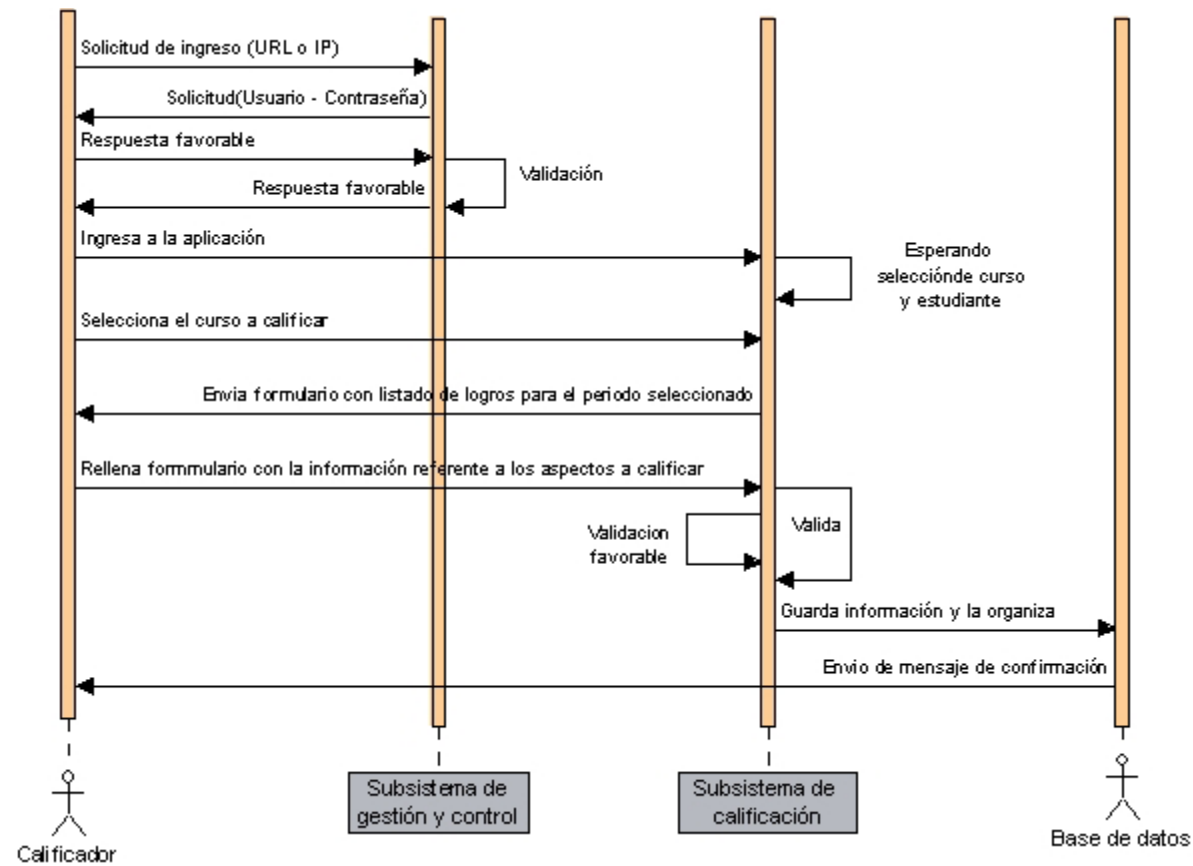 Solicitud de ingreso (URL o IP)
Solicitud(Usuario - Contraseña)
Respuesta favorable
Validación
Respuesta favorable
Ingresa a la aplicación
Esperando
selecciónde curso
y estudiante
Selecciona el curso a calificar
Envia formulario con listado de logros para el periodo seleccionado
Rellena formmulario con la información referente a los aspectos a calificar
Validacion
favorable
Valida
Guarda información y la organiza
Envio de mensaje de confirmación
Calificador
Subsistema de
gestión y control
Subsistema de
calificación
Base de datos